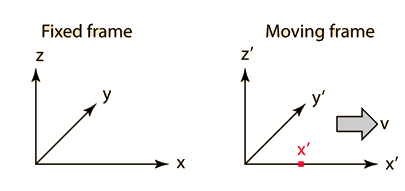 Fixed frame
Moving frame
z
y
x
z'
y'
v
x'
x'